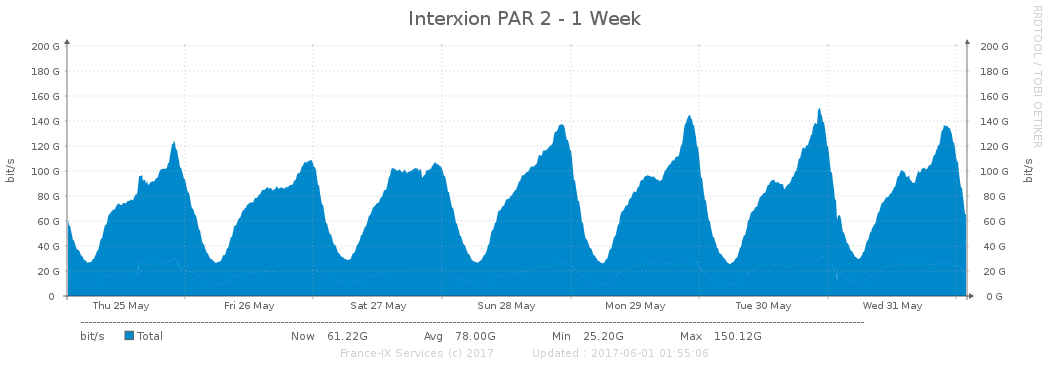 Interxion PAR 2 - 1 Week
RRDTOOL / TOBI OETIKER
bit/s
200 G
180 G
160 G
140 G
120 G
100 G
80 G
60 G
40 G
20 G
0
200 G
180 G
160 G
140 G
120 G
100 G
80 G
60 G
40 G
20 G
0 G
bit/s
Thu 25 May Fri 26 May Sat 27 May Sun 28 May Mon 29 May Tue 30 May Wed 31 May
bit/s Total Now 61.22G Avg 78.00G Min 25.20G Max 150.12G
France-IX Services (c) 2017 Updated : 2017-06-01 01:55:06